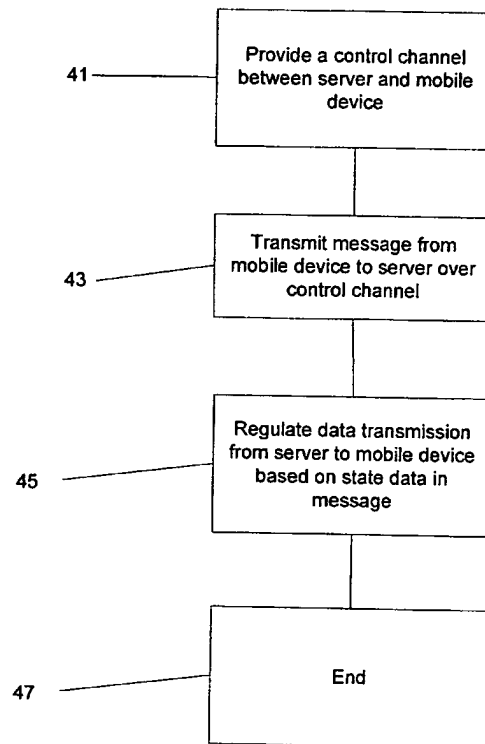 41
Provide a control channel
between server and mobile
device
43
Transmit message from
mobile device to server over
control channel
45
Regulate data transmission
from server to mobile device
based on state data in
message
47
End